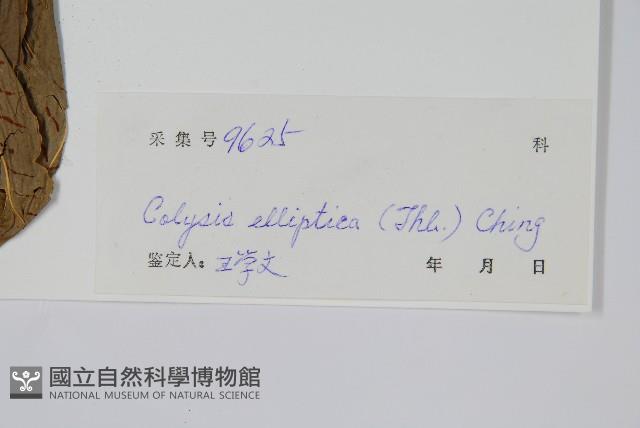 采集号 9625 科
Colysis elliptica (Thb.) Ching
鉴定人: 王学文 年 月 日
國立自然科學博物館
NATIONAL MUSEUM OF NATURAL SCIENCE